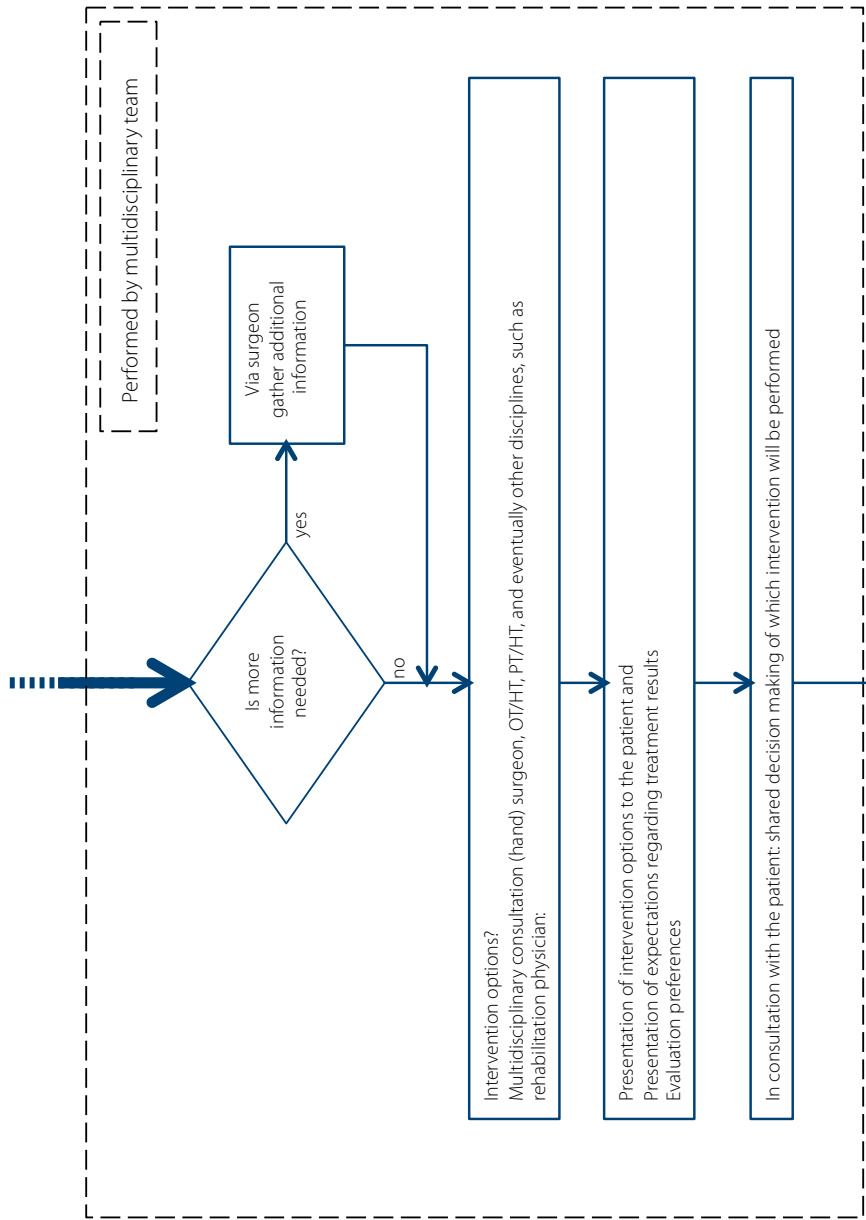 Performed by multidisciplinary team
Is more
information
needed?
yes
Via surgeon
gather additional
information
no
Intervention options?
Multidisciplinary consultation (hand) surgeon, OT/HT, PT/HT, and eventually other disciplines, such as
rehabilitation physician:
Presentation of intervention options to the patient and
Presentation of expectations regarding treatment results
Evaluation preferences
In consultation with the patient: shared decision making of which intervention will be performed